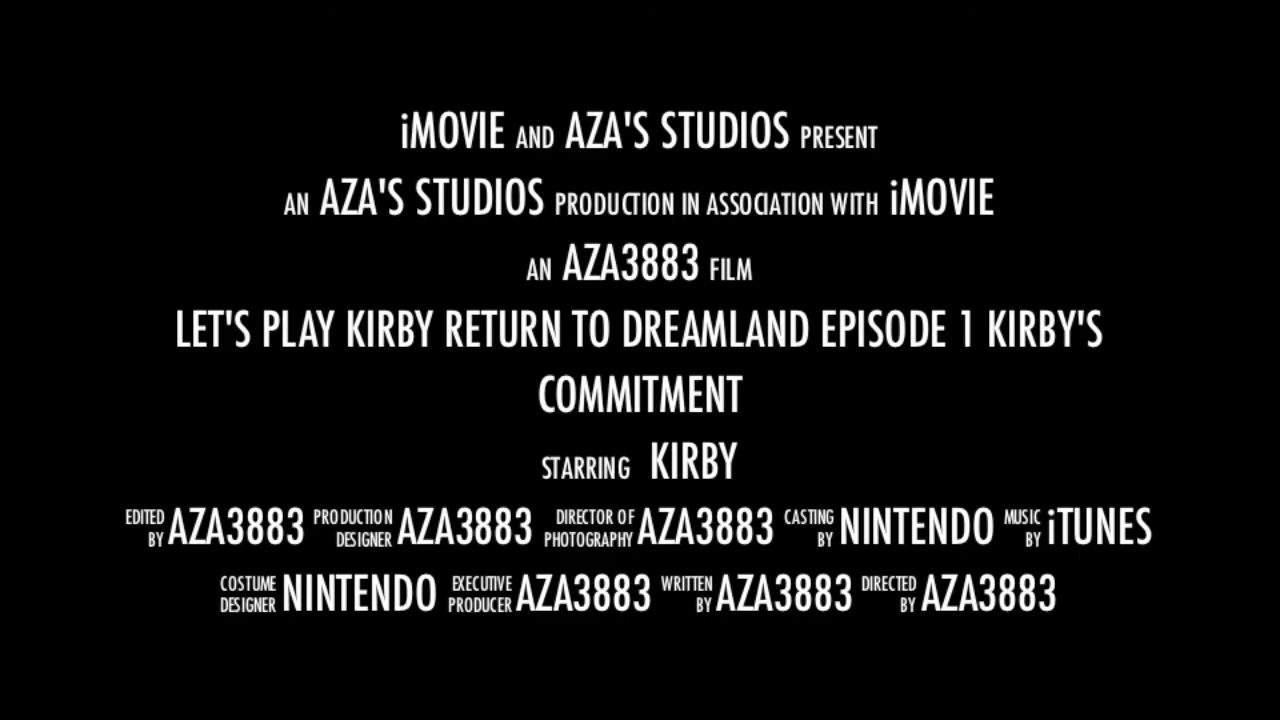 iMOVIE AND AZA'S STUDIOS PRESENT
AN AZA'S STUDIOS PRODUCTION IN ASSOCIATION WITH iMOVIE
AN AZA3883 FILM
LET'S PLAY KIRBY RETURN TO DREAMLAND EPISODE 1 KIRBY'S
COMMITMENT
STARRING KIRBY
EDITED BY AZA3883 PRODUCTION DESIGNER AZA3883 DIRECTOR OF PHOTOGRAPHY AZA3883 CASTING BY NINTENDO MUSIC BY iTUNES
COSTUME DESIGNER NINTENDO EXECUTIVE PRODUCER AZA3883 WRITTEN BY AZA3883 DIRECTED BY AZA3883